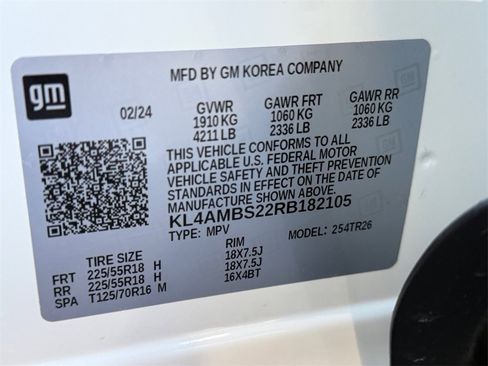 gm
MFD BY GM KOREA COMPANY
02/24 GVWR GAWR FRT GAWR RR
1910 KG 1060 KG 1060 KG
4211 LB 2336 LB 2336 LB
THIS VEHICLE CONFORMS TO ALL
APPLICABLE U.S. FEDERAL MOTOR
VEHICLE SAFETY AND THEFT PREVENTION
STANDARDS IN EFFECT ON THE DATE OF
MANUFACTURE SHOWN ABOVE.
KL4AMBS22RB182105
TYPE: MPV MODEL: 254TR26
TIRE SIZE RIM
FRT 225/55R18 H 18X7.5J
RR 225/55R18 H 18X7.5J
SPA T125/70R16 M 16X4BT